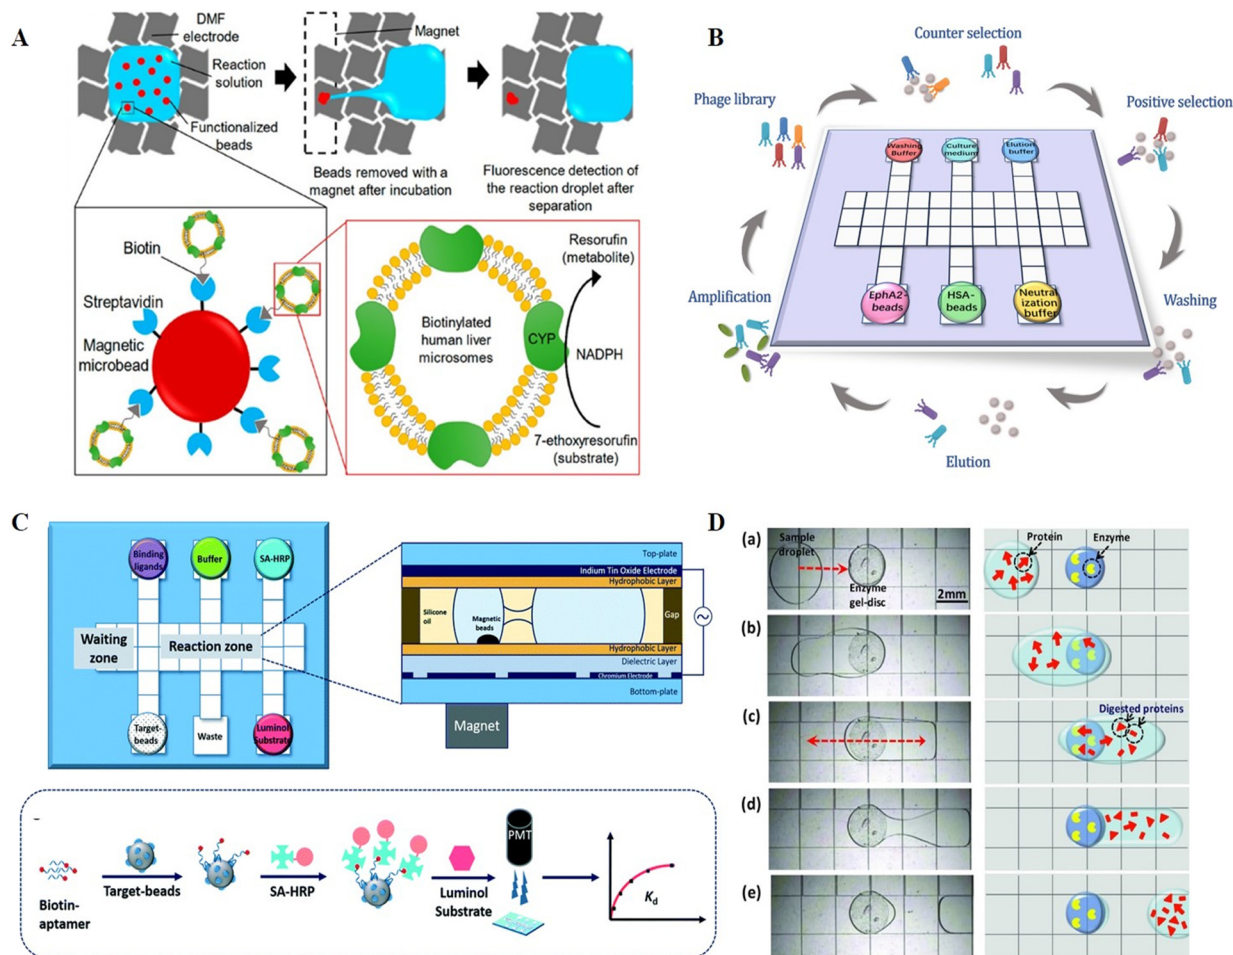 A
DMF
electrode
Reaction
solution
Functionalized
beads
Magnet
Beads removed with a
magnet after incubation
Fluorescence detection of
the reaction droplet after
separation
Biotin
Streptavidin
Magnetic
microbead
Biotinylated
human liver
microsomes
CYP
Resorufin
(metabolite)
NADPH
7-ethoxyresorufin
(substrate)
B
Counter selection
Phage library
Positive selection
Washing
Buffer
Culture
medium
Elution
buffer
Amplification
EphA2-
beads
HSA-
beads
Neutral
ization
buffer
Washing
Elution
C
Binding
ligands
Buffer
SA-HRP
Waiting
zone
Reaction zone
Target-
beads
Waste
Luminol
Substrate
Top-plate
Indium Tin Oxide Electrode
Hydrophobic Layer
Silicone
oil
Magnetic
beads
Gap
Hydrophobic Layer
Dielectric Layer
Chromium Electrode
Bottom-plate
Magnet
Biotin-
aptamer
Target-beads
SA-HRP
Luminol
Substrate
PMT
Kd
D
(a)
Sample
droplet
Enzyme
gel-disc
2mm
Protein
Enzyme
(b)
(c)
Digested proteins
(d)
(e)